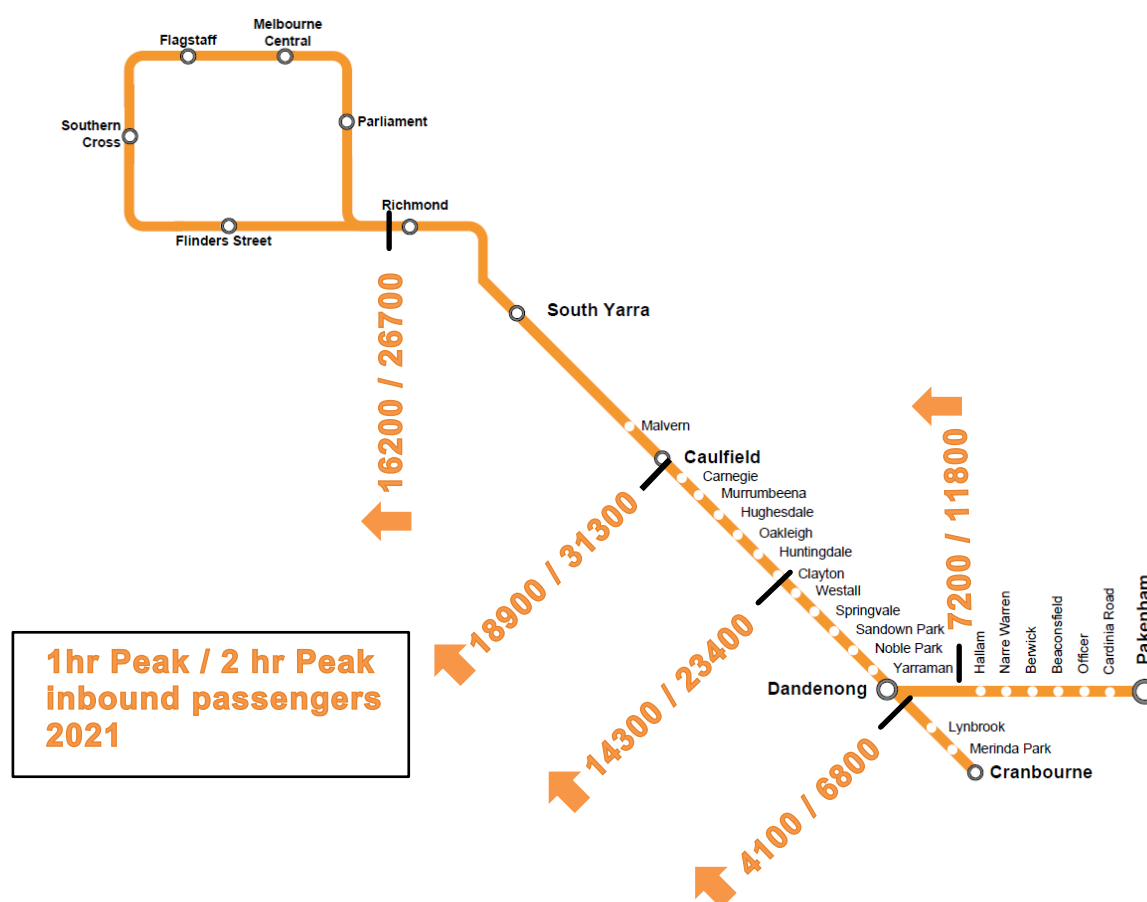 Melbourne
Central
Flagstaff
Southern
Cross
Parliament
Richmond
Flinders Street
South Yarra
16200 / 26700
Malvern
Caulfield
Carnegie
Murrumbeena
Hughesdale
Oakleigh
Huntingdale
Clayton
Westall
Springvale
Sandown Park
Noble Park
Yarraman
Dandenong
18900 / 31300
14300 / 23400
7200 / 11800
Hallam
Narre Warren
Berwick
Beaconsfield
Officer
Cardinia Road
Pakenham
Lynbrook
Merinda Park
Cranbourne
4100 / 6800
1hr Peak / 2 hr Peak
inbound passengers
2021